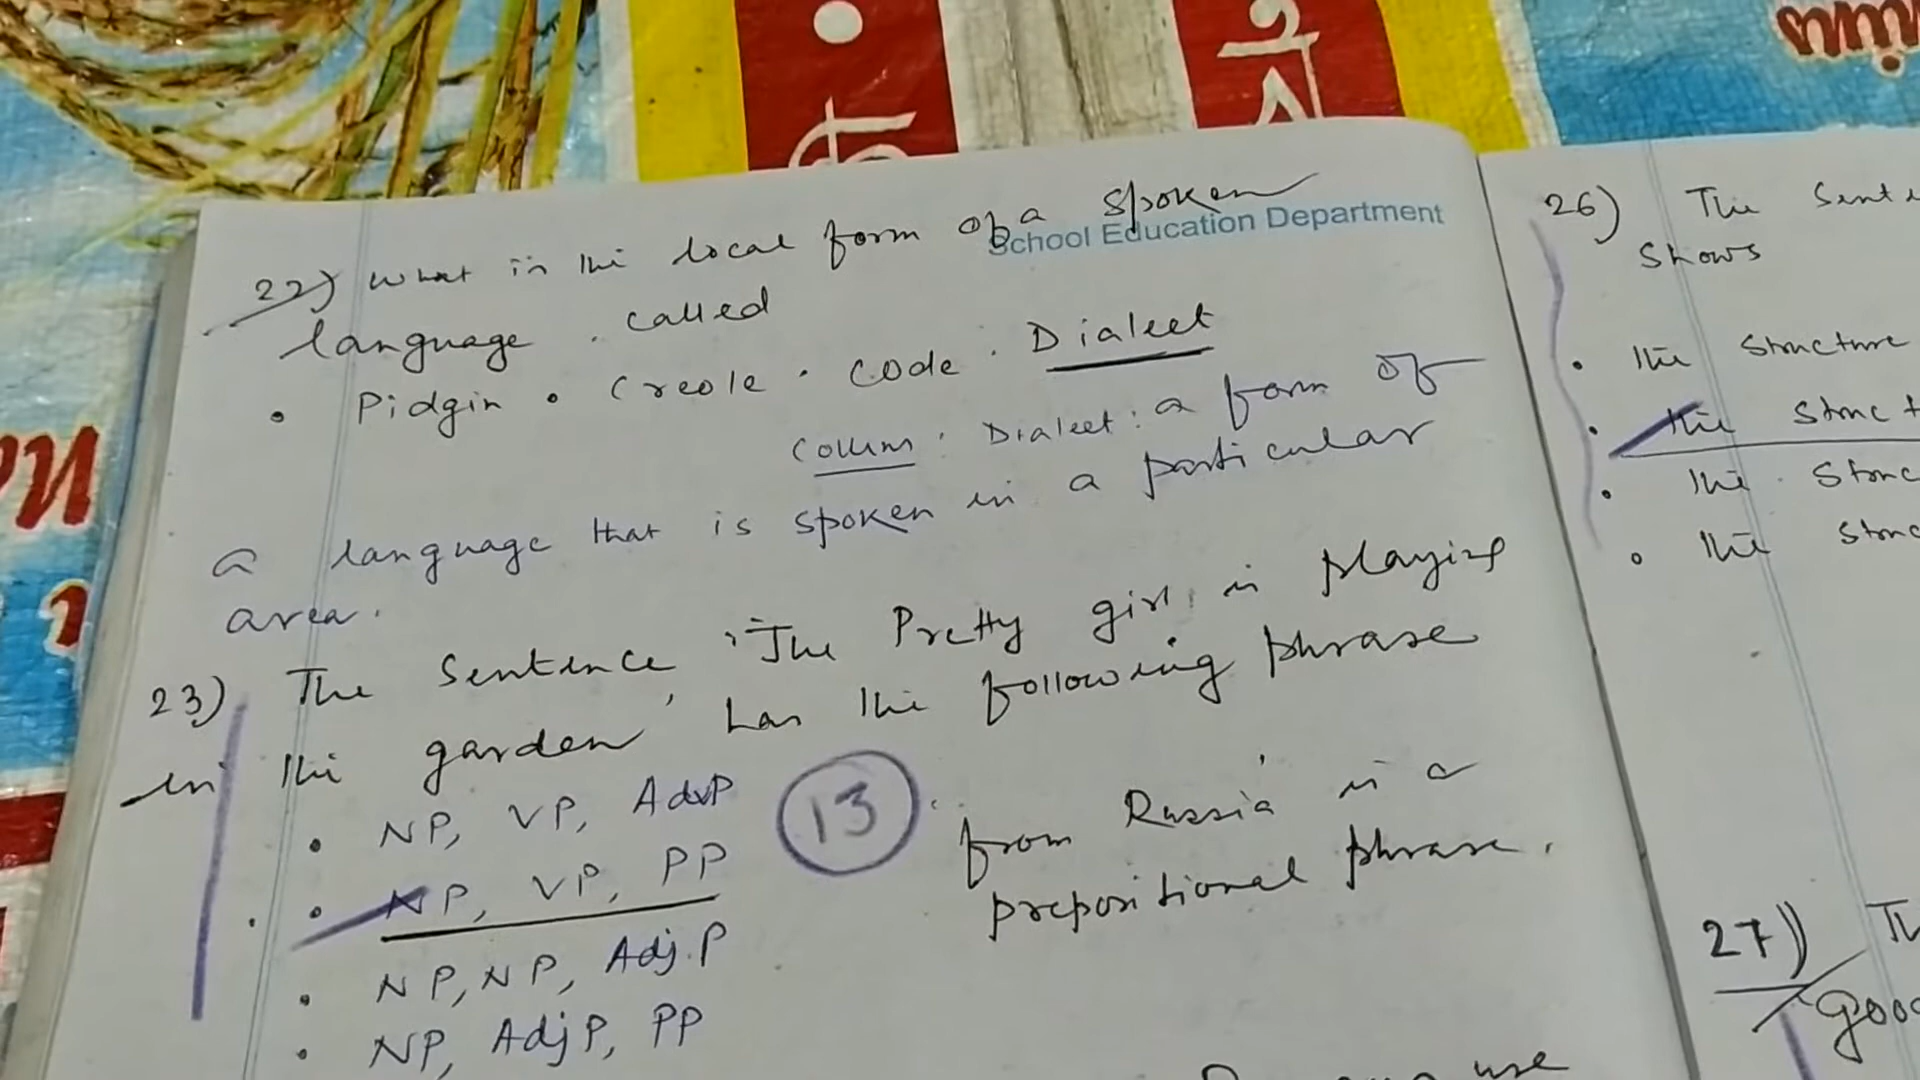 School Education Department
22) What is the local form of a spoken
language called
• Pidgin • Creole • Code • Dialect
Dialect: a form of
a language that is spoken in a particular
area.
23) The Sentence 'The Pretty girl is playing
in the garden' has the following phrase
• NP, VP, AdvP
• NP, VP, PP
• NP, NP, Adj.P
• NP, AdjP, PP
13
from Russia is a
prepositional phrase.
use
26) The
Shows
• The Structure
• The
• The
• The
27)